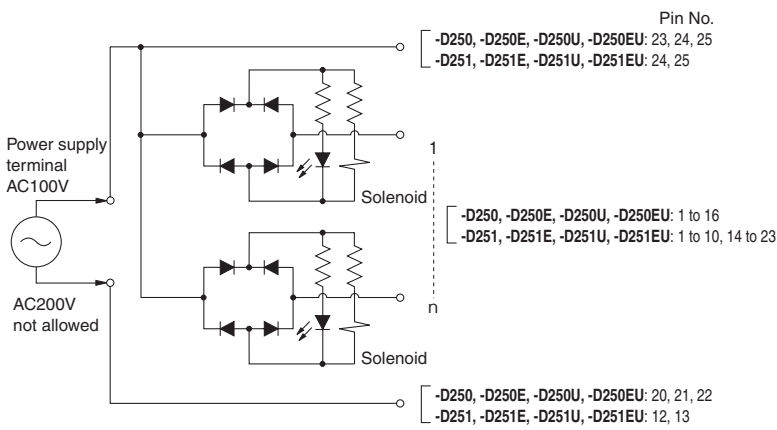 Pin No.
-D250, -D250E, -D250U, -D250EU: 23, 24, 25
-D251, -D251E, -D251U, -D251EU: 24, 25
Power supply
terminal
AC100V
1
Solenoid
-D250, -D250E, -D250U, -D250EU: 1 to 16
-D251, -D251E, -D251U, -D251EU: 1 to 10, 14 to 23
AC200V
not allowed
n
Solenoid
-D250, -D250E, -D250U, -D250EU: 20, 21, 22
-D251, -D251E, -D251U, -D251EU: 12, 13